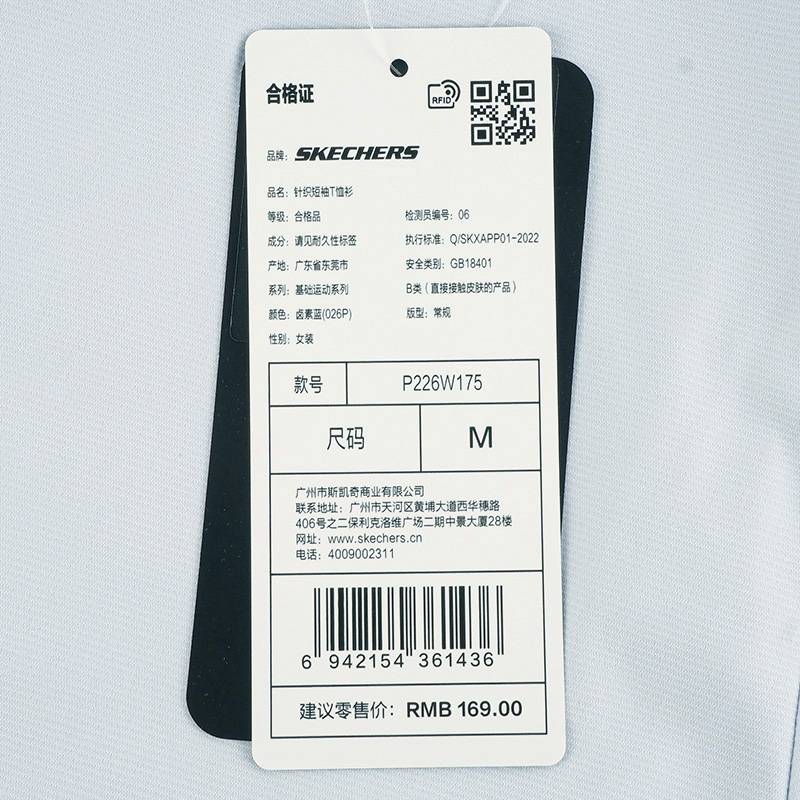 合格证
RFID
品牌: SKECHERS
品名: 针织短袖T恤衫
等级: 合格品 检测员编号: 06
成分: 请见耐久性标签 执行标准: Q/SKXAPP01-2022
产地: 广东省东莞市 安全类别: GB18401
系列: 基础运动系列 B类（直接接触皮肤的产品）
颜色: 卤素蓝(026P) 版型: 常规
性别: 女装
款号 P226W175
尺码 M
广州市斯凯奇商业有限公司
联系地址: 广州市天河区黄埔大道西华穗路
406号之二保利克洛维广场二期中景大厦28楼
网址: www.skechers.cn
电话: 4009002311
6 942154 361436
建议零售价: RMB 169.00